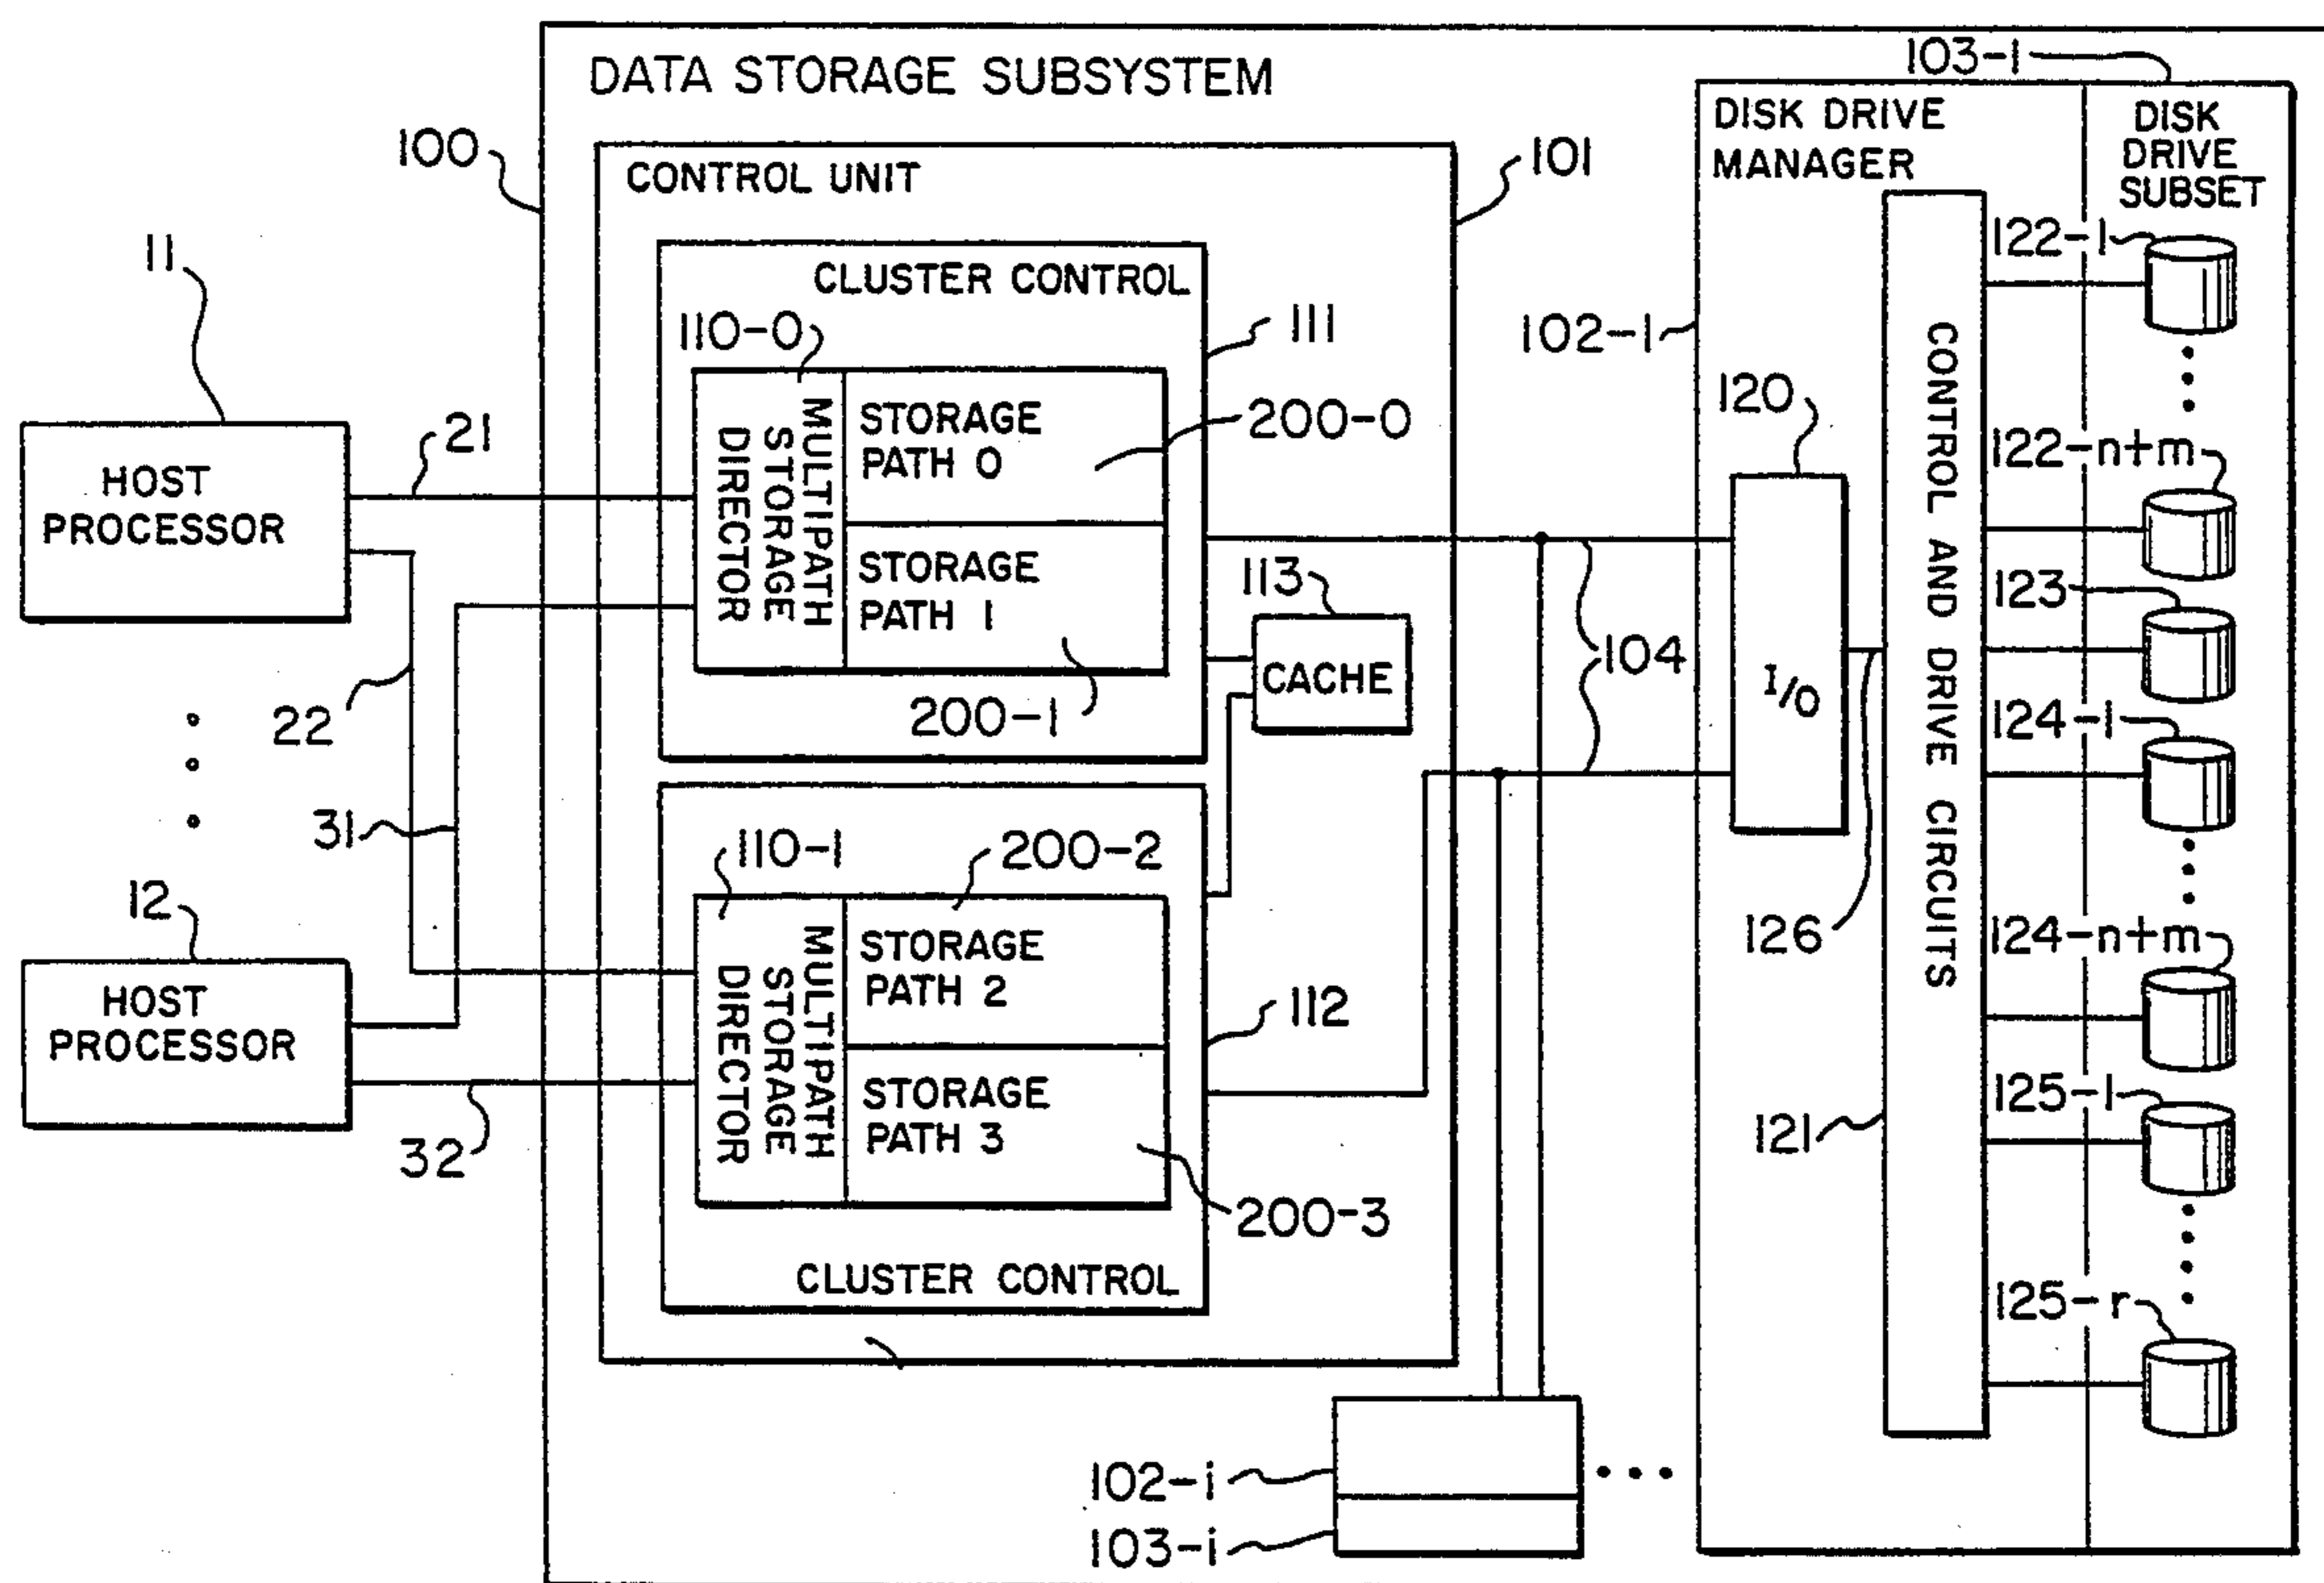 DATA STORAGE SUBSYSTEM
103-1
100
CONTROL UNIT
101
DISK DRIVE
MANAGER
DISK
DRIVE
SUBSET
11
CLUSTER CONTROL
110-0
111
102-1
122-1
HOST
PROCESSOR
21
MULTIPATH
STORAGE
DIRECTOR
STORAGE
PATH 0
200-0
STORAGE
PATH 1
200-1
120
I/O
CONTROL AND DRIVE CIRCUITS
122-n+m
113
CACHE
104
123
22
124-1
31
110-1
200-2
126
124-n+m
12
HOST
PROCESSOR
MULTIPATH
STORAGE
DIRECTOR
STORAGE
PATH 2
112
STORAGE
PATH 3
121
125-1
32
200-3
CLUSTER CONTROL
125-r
102-i
103-i